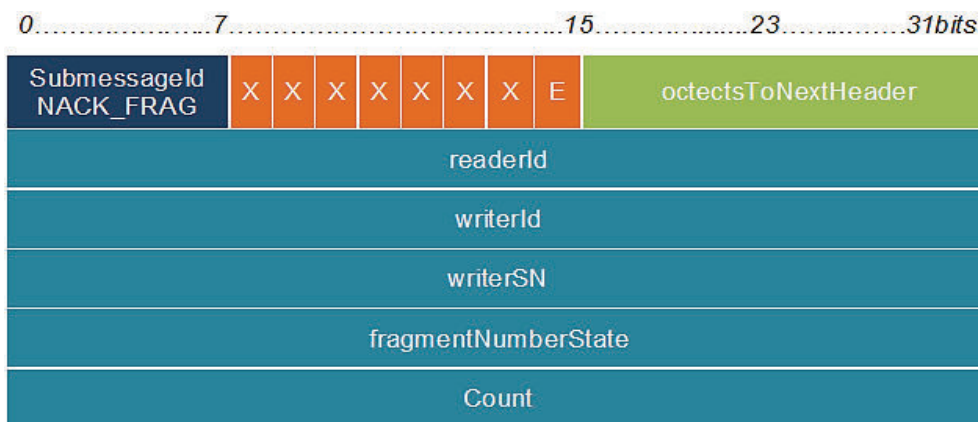 0.....................7.......................................15....................23................31bits
SubmessageId
NACK_FRAG
X X X X X X X E
octectsToNextHeader
readerId
writerId
writerSN
fragmentNumberState
Count